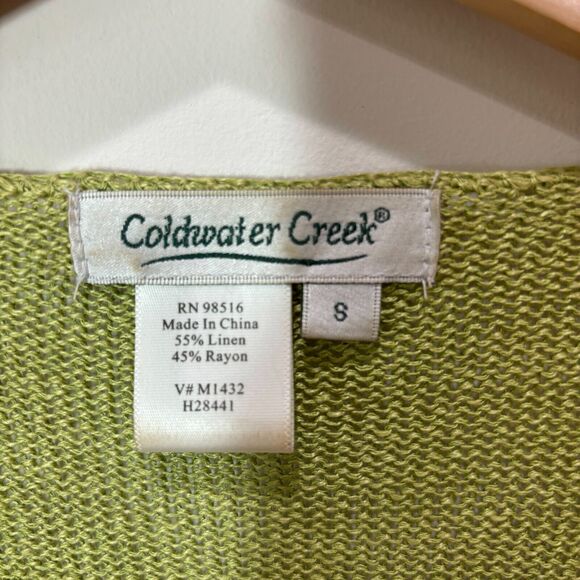 Coldwater Creek®
S
RN 98516
Made In China
55% Linen
45% Rayon
V# M1432
H28441